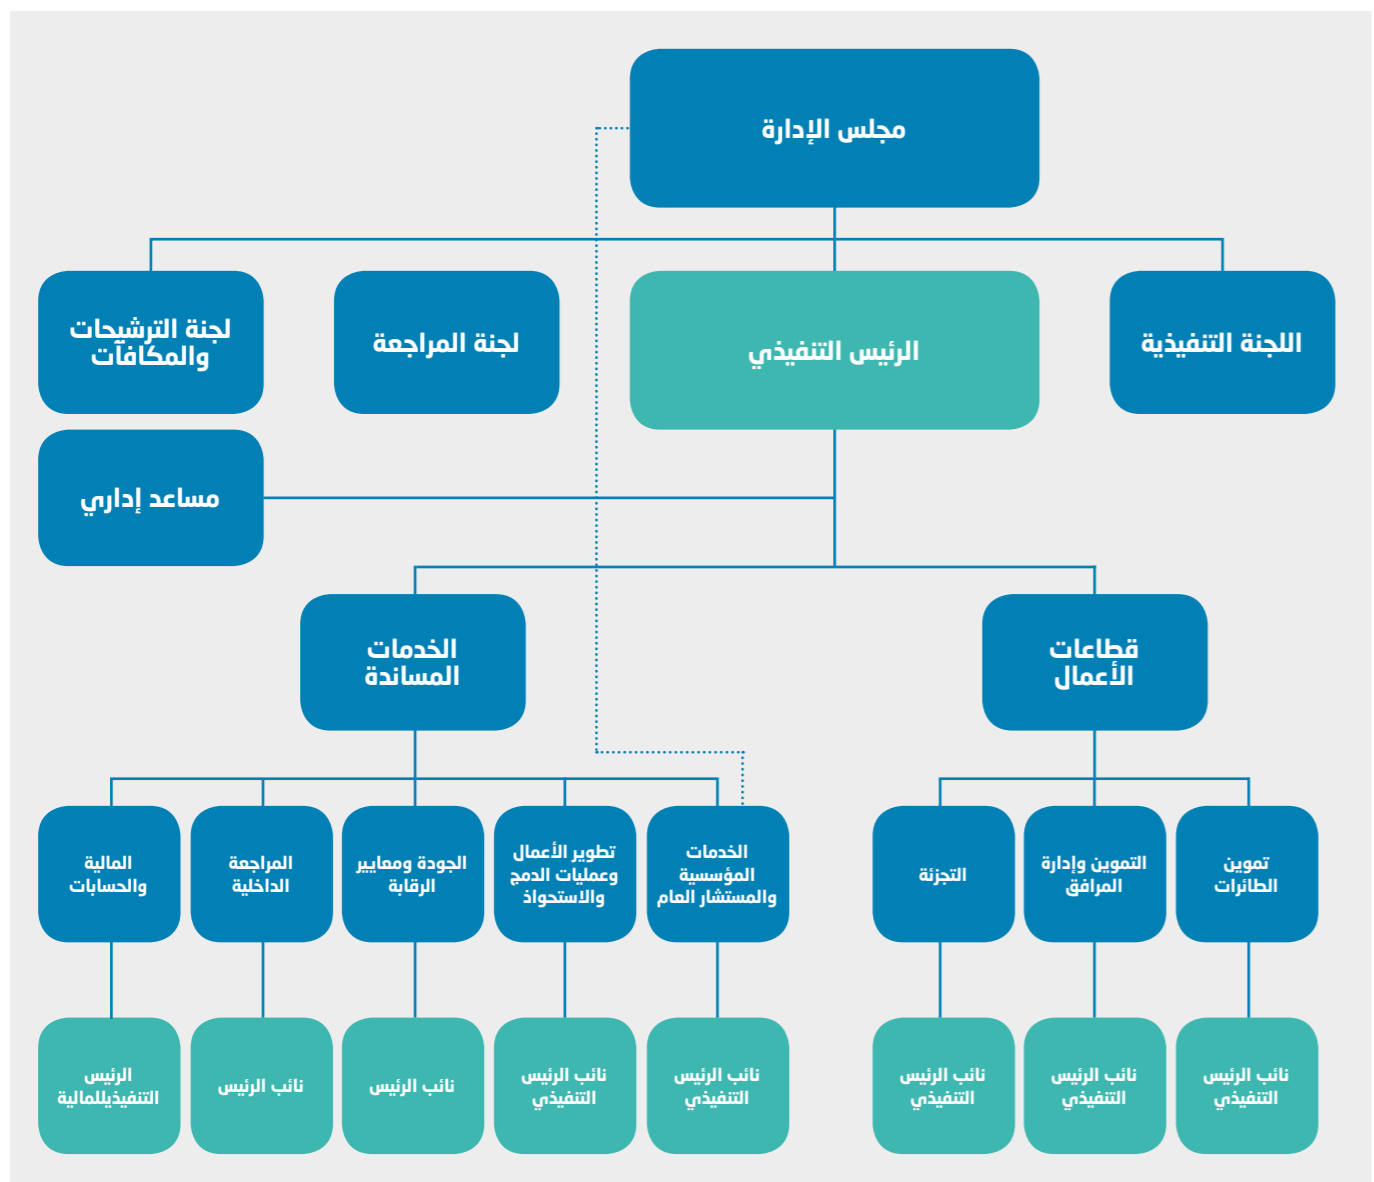 مجلس الإدارة
اللجنة التنفيذية
الرئيس التنفيذي
لجنة المراجعة
لجنة الترشيحات
والمكافآت
مساعد إداري
قطاعات
الأعمال
الخدمات
المساندة
تموين
الطائرات
التموين وإدارة
المرافق
التجزئة
الخدمات
المؤسسية
والمستشار العام
تطوير الأعمال
وعمليات الدمج
والاستحواذ
الجودة ومعايير
الرقابة
المراجعة
الداخلية
المالية
والحسابات
نائب الرئيس
التنفيذي
نائب الرئيس
التنفيذي
نائب الرئيس
التنفيذي
نائب الرئيس
التنفيذي
نائب الرئيس
التنفيذي
نائب الرئيس
نائب الرئيس
الرئيس
التنفيذيللمالية